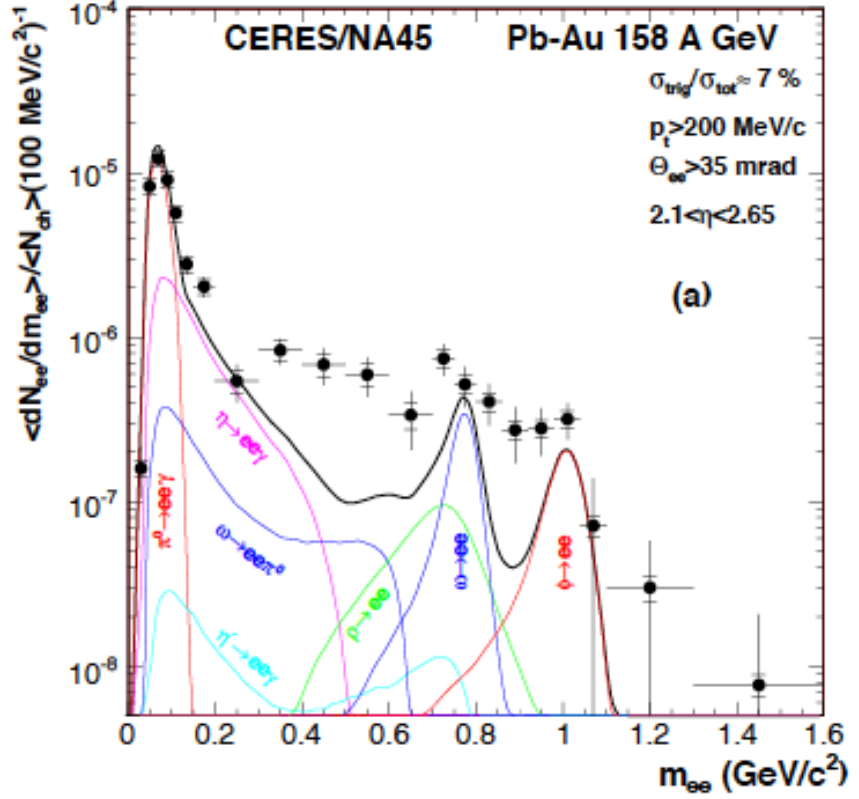 CERES/NA45 Pb-Au 158 A GeV
σtrig/σtot≈ 7 %
pt>200 MeV/c
Θee>35 mrad
2.1<η<2.65
(a)
<dNee/dmee>/<Nch>(100 MeV/c²)⁻¹
10⁻⁴
10⁻⁵
10⁻⁶
10⁻⁷
10⁻⁸
η→eeγ
π⁰→eeγ
ω→eeπ⁰
ρ→ee
ω→ee
φ→ee
η'→eeγ
0 0.2 0.4 0.6 0.8 1 1.2 1.4 1.6
mee (GeV/c²)